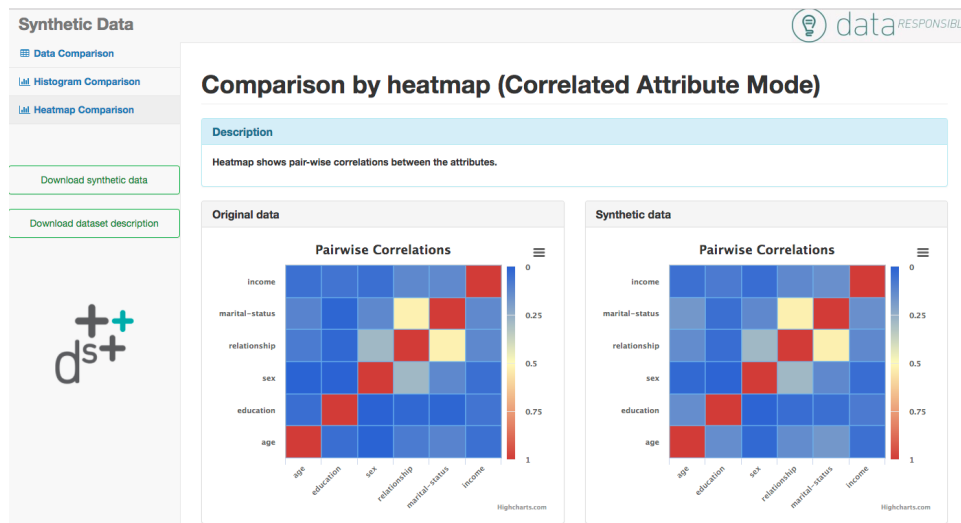 Synthetic Data
data RESPONSIBL
Data Comparison
Histogram Comparison
Heatmap Comparison
Download synthetic data
Download dataset description
ds++
Comparison by heatmap (Correlated Attribute Mode)
Description
Heatmap shows pair-wise correlations between the attributes.
Original data
Pairwise Correlations
income
marital-status
relationship
sex
education
age
age
education
sex
relationship
marital-status
income
0
0.25
0.5
0.75
1
Highcharts.com
Synthetic data
Pairwise Correlations
income
marital-status
relationship
sex
education
age
age
education
sex
relationship
marital-status
income
0
0.25
0.5
0.75
1
Highcharts.com